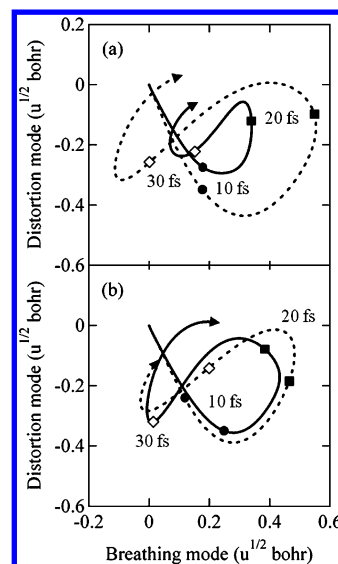 0.2
(a)
0
-0.2
-0.4
-0.6
Distortion mode (u^1/2 bohr)
20 fs
30 fs
10 fs
(b)
0
-0.2
-0.4
-0.6
Distortion mode (u^1/2 bohr)
20 fs
10 fs
30 fs
-0.2 0 0.2 0.4 0.6
Breathing mode (u^1/2 bohr)